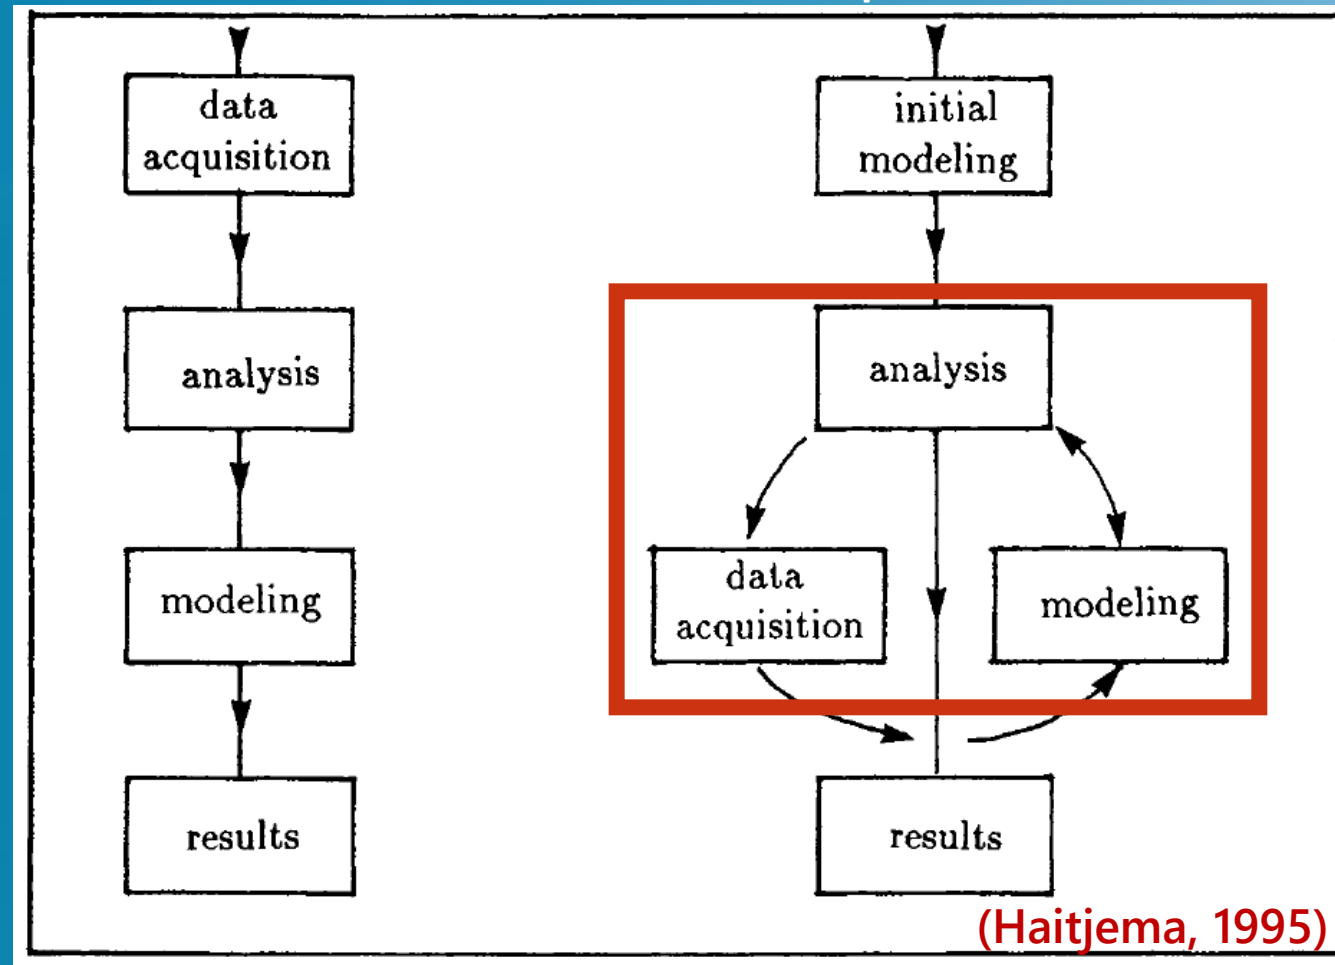 data
acquisition
analysis
modeling
results
initial
modeling
analysis
data
acquisition
modeling
results
(Haitjema, 1995)